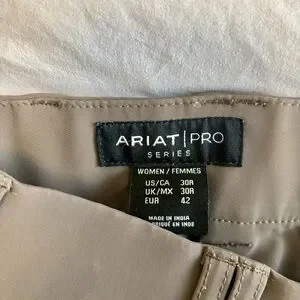 ARIAT|PRO
SERIES
WOMEN / FEMMES
US/CA 30R
UK/MX 30R
EUR 42
MADE IN INDIA
FABRIQUÉ EN INDE